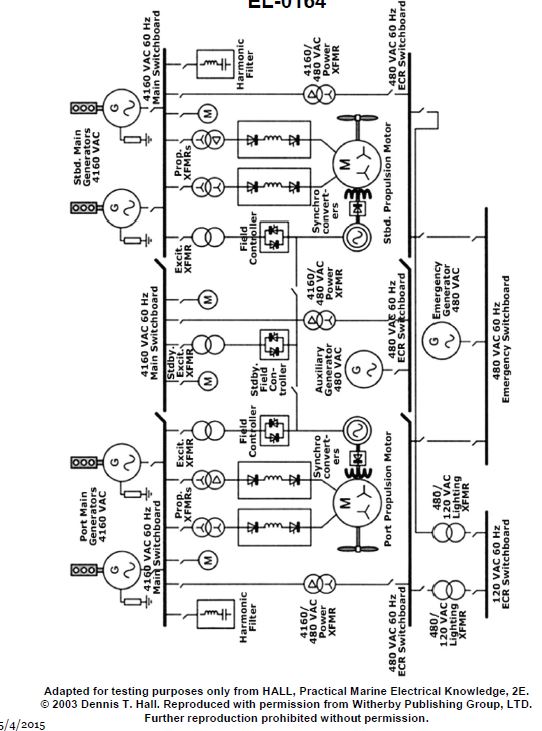 5/4/2015
Adapted for testing purposes only from HALL, Practical Marine Electrical Knowledge, 2E.
© 2003 Dennis T. Hall. Reproduced with permission from Witherby Publishing Group, LTD.
Further reproduction prohibited without permission.
EL-0164
Port Main
Generators
4160 VAC
Stbd. Main
Generators
4160 VAC
G
G
G
G
4160 VAC 60 Hz
Main Switchboard
4160 VAC 60 Hz
Main Switchboard
4160 VAC 60 Hz
Main Switchboard
Prop.
XFMRs
Excit.
XFMR
Stdby.
Excit.
XFMR
Excit.
XFMR
Prop.
XFMRs
M
M
M
M
Harmonic
Filter
Harmonic
Filter
Field
Controller
Stdby.
Field
Con-
troller
Field
Controller
4160/
480 VAC
Power
XFMR
Synchro
convert-
ers
Auxiliary
Generator
480 VAC
4160/
480 VAC
Power
XFMR
Synchro
convert-
ers
4160/
480 VAC
Power
XFMR
M
G
M
Port Propulsion Motor
Stbd. Propulsion Motor
480 VAC 60 Hz
ECR Switchboard
480 VAC 60 Hz
ECR Switchboard
480 VAC 60 Hz
ECR Switchboard
480/
120 VAC
Lighting
XFMR
480/
120 VAC
Lighting
XFMR
G
Emergency
Generator
480 VAC
120 VAC 60 Hz
ECR Switchboard
480 VAC 60 Hz
Emergency Switchboard